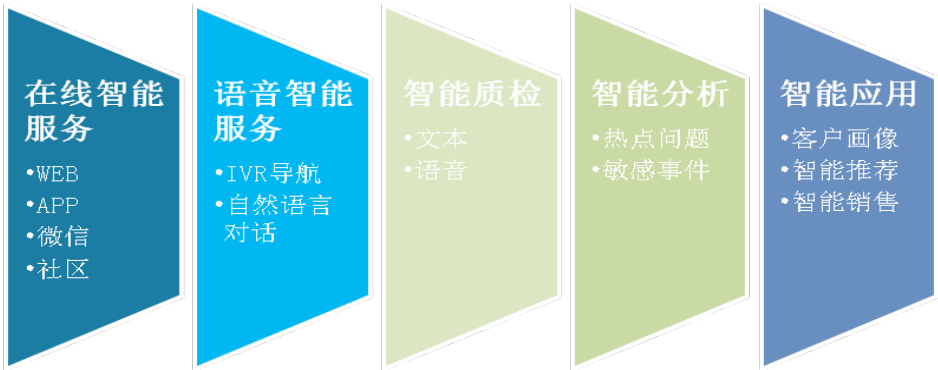 在线智能
服务
•WEB
•APP
•微信
•社区
语音智能
服务
•IVR导航
•自然语言
对话
智能质检
•文本
•语音
智能分析
•热点问题
•敏感事件
智能应用
•客户画像
•智能推荐
•智能销售